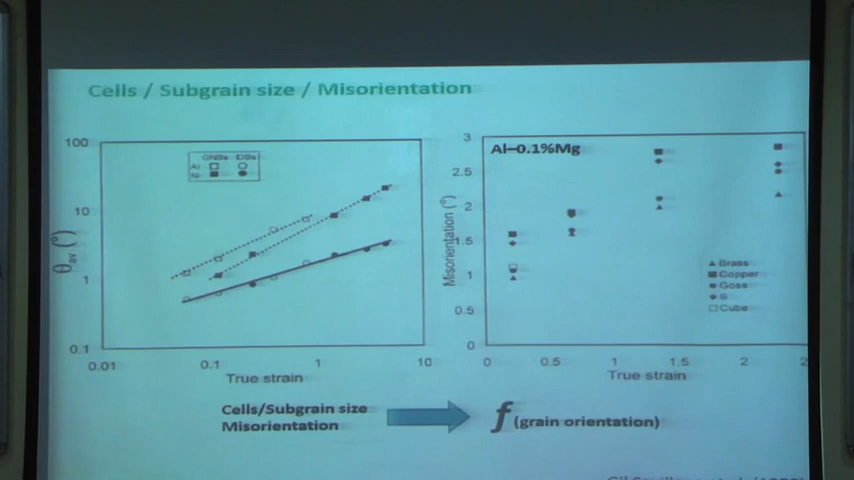 Cells / Subgrain size / Misorientation
100
10
1
0.1
0.01
0.1
1
10
θav (°)
True strain
GNBs IDBs
Al
Ni
Al–0.1%Mg
3
2.5
2
1.5
1
0.5
0
0
0.5
1
1.5
2
Misorientation (°)
True strain
Brass
Copper
Goss
S
Cube
Cells/Subgrain size
Misorientation
f (grain orientation)